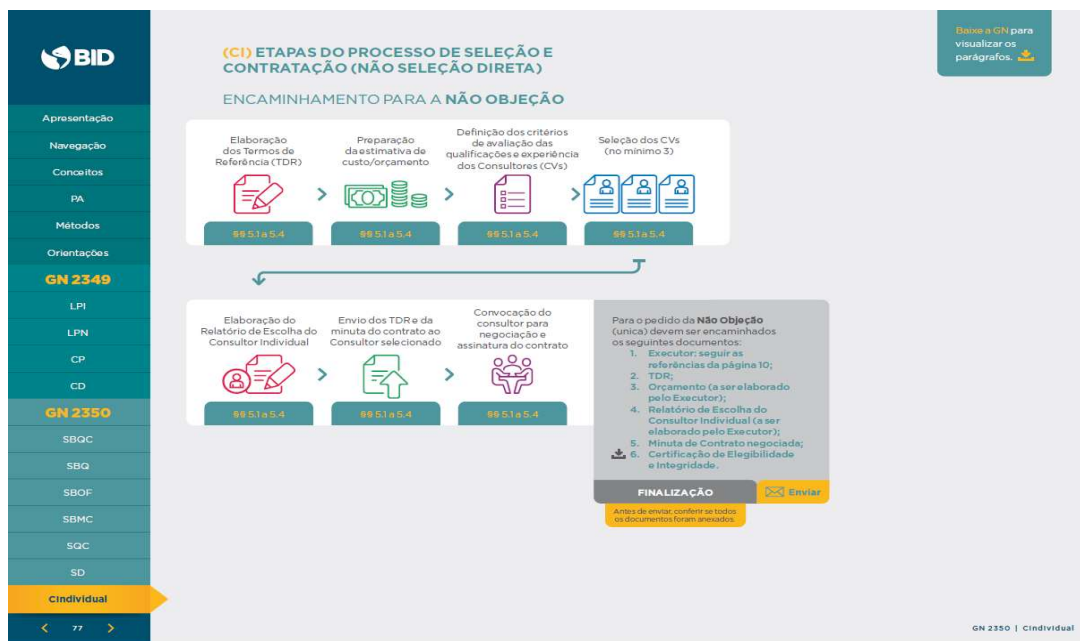 BID
Apresentação
Navegação
Conceitos
PA
Métodos
Orientações
GN 2349
LPI
LPN
CP
CD
GN 2350
SBQC
SBQ
SBOF
SBMC
SQC
SD
CIndividual
77
(CI) ETAPAS DO PROCESSO DE SELEÇÃO E
CONTRATAÇÃO (NÃO SELEÇÃO DIRETA)
ENCAMINHAMENTO PARA A NÃO OBJEÇÃO
Baixe a GN para
visualizar os
parágrafos.
Elaboração
dos Termos de
Referência (TDR)
§§ 5.1 a 5.4
Preparação
da estimativa de
custo/orçamento
§§ 5.1 a 5.4
Definição dos critérios
de avaliação das
qualificações e experiência
dos Consultores (CVs)
§§ 5.1 a 5.4
Seleção dos CVs
(no mínimo 3)
§§ 5.1 a 5.4
Elaboração do
Relatório de Escolha do
Consultor Individual
§§ 5.1 a 5.4
Envio dos TDR e da
minuta do contrato ao
Consultor selecionado
§§ 5.1 a 5.4
Convocação do
consultor para
negociação e
assinatura do contrato
§§ 5.1 a 5.4
Para o pedido da Não Objeção
(unica) devem ser encaminhados
os seguintes documentos:
1. Executor: seguir as
referências da página 10;
2. TDR;
3. Orçamento (a ser elaborado
pelo Executor);
4. Relatório de Escolha do
Consultor Individual (a ser
elaborado pelo Executor);
5. Minuta de Contrato negociada;
6. Certificação de Elegibilidade
e Integridade.
FINALIZAÇÃO
Enviar
Antes de enviar, conferir se todos
os documentos foram anexados.
GN 2350 | CIndividual